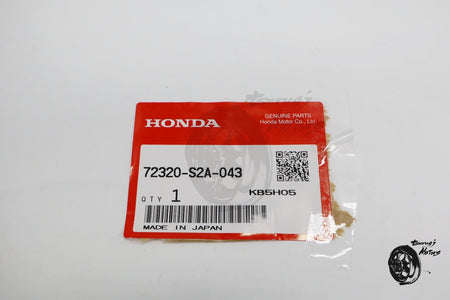 GENUINE PARTS
HONDA
Honda Motor Co., Ltd.
72320-S2A-043
QTY 1
KB5H05
MADE IN JAPAN